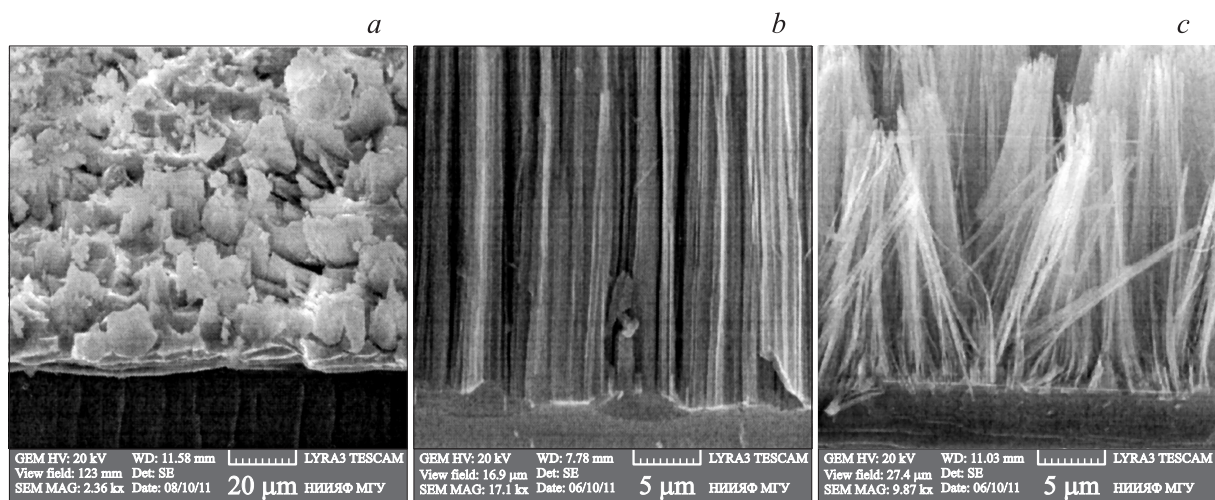 a
b
c
GEM HV: 20 kV WD: 11.58 mm LYRA3 TESCAM
View field: 123 mm Det: SE
SEM MAG: 2.36 kx Date: 08/10/11 20 μm НИИЯФ МГУ
GEM HV: 20 kV WD: 7.78 mm LYRA3 TESCAM
View field: 16.9 μm Det: SE
SEM MAG: 17.1 kx Date: 06/10/11 5 μm НИИЯФ МГУ
GEM HV: 20 kV WD: 11.03 mm LYRA3 TESCAM
View field: 27.4 μm Det: SE
SEM MAG: 9.87 kx Date: 06/10/11 5 μm НИИЯФ МГУ